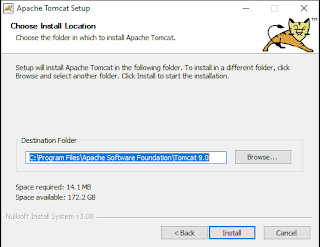 Apache Tomcat Setup
Choose Install Location
Choose the folder in which to install Apache Tomcat.
Setup will install Apache Tomcat in the following folder. To install in a different folder, click
Browse and select another folder. Click Install to start the installation.
Destination Folder
C:\Program Files\Apache Software Foundation\Tomcat 9.0
Browse...
Space required: 14.1 MB
Space available: 172.2 GB
Nullsoft Install System v3.08
< Back
Install
Cancel